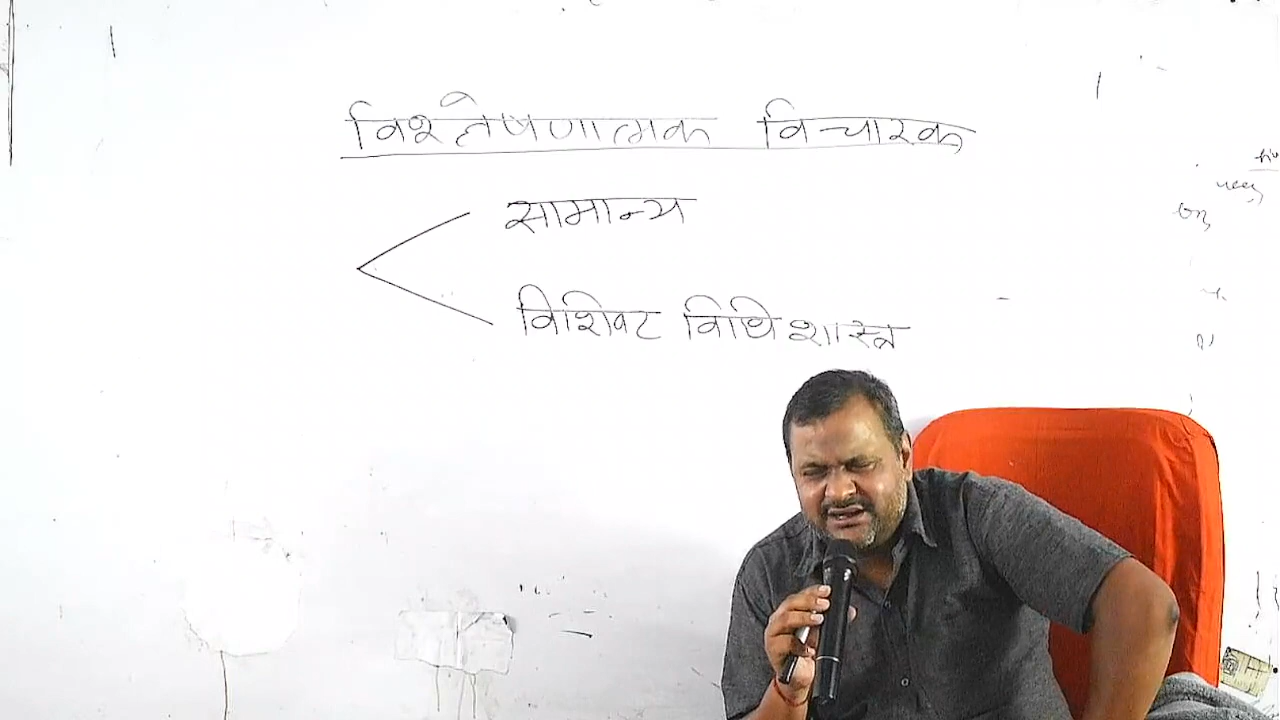 विश्लेषणात्मक विचारक
सामान्य
विशिष्ट विधिशास्त्र